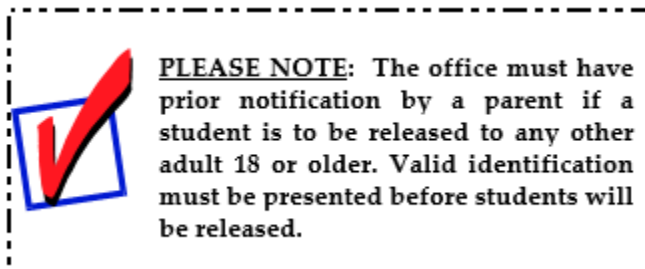 PLEASE NOTE: The office must have
prior notification by a parent if a
student is to be released to any other
adult 18 or older. Valid identification
must be presented before students will
be released.